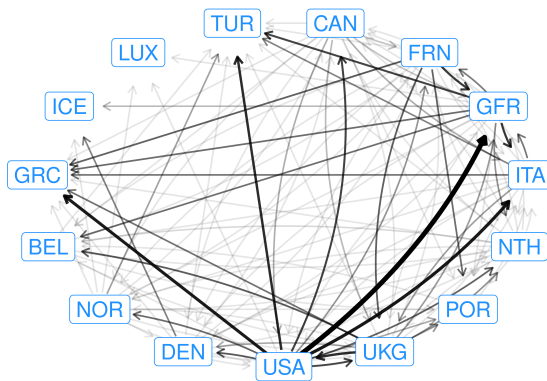 CAN
TUR
FRN
LUX
GFR
ICE
ITA
GRC
NTH
BEL
POR
NOR
UKG
DEN
USA